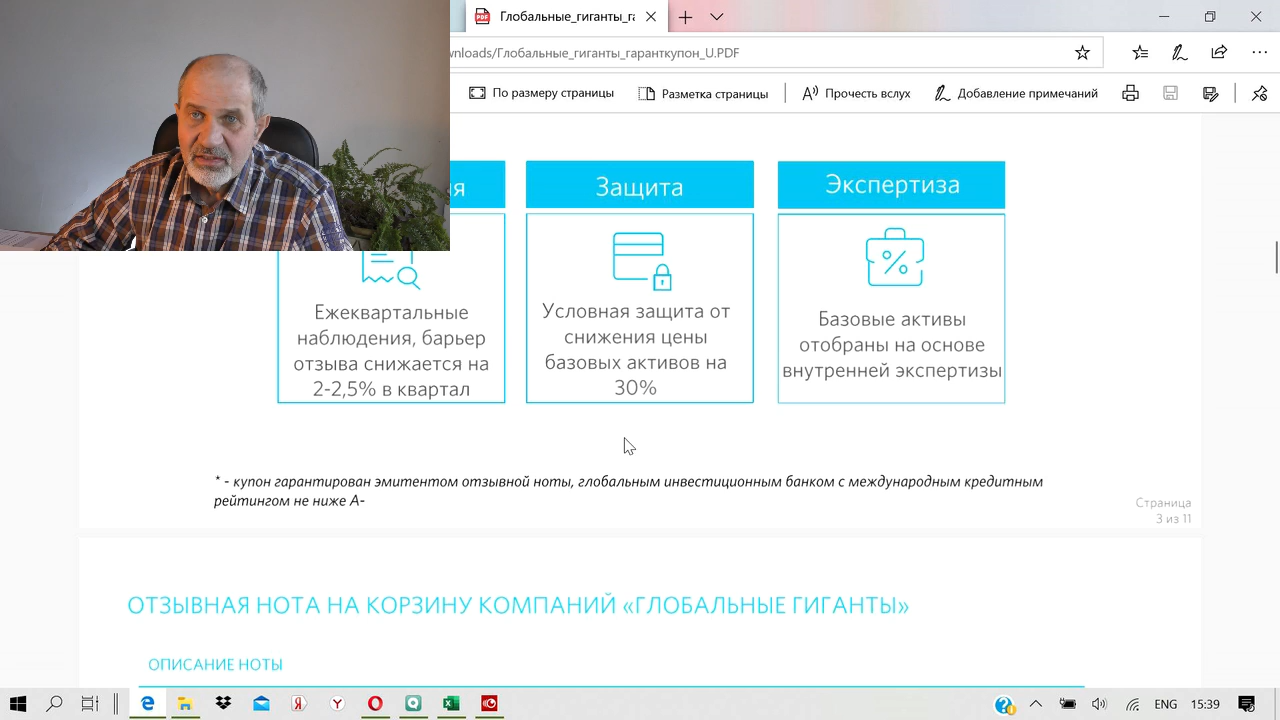 Глобальные_гиганты_га
wnloads/Глобальные_гиганты_гаранткупон_U.PDF
По размеру страницы
Разметка страницы
Прочесть вслух
Добавление примечаний
я
Защита
Экспертиза
Ежеквартальные
наблюдения, барьер
отзыва снижается на
2-2,5% в квартал
Условная защита от
снижения цены
базовых активов на
30%
Базовые активы
отобраны на основе
внутренней экспертизы
* - купон гарантирован эмитентом отзывной ноты, глобальным инвестиционным банком с международным кредитным
рейтингом не ниже А-
Страница
3 из 11
ОТЗЫВНАЯ НОТА НА КОРЗИНУ КОМПАНИЙ «ГЛОБАЛЬНЫЕ ГИГАНТЫ»
ОПИСАНИЕ НОТЫ
ENG
15:39